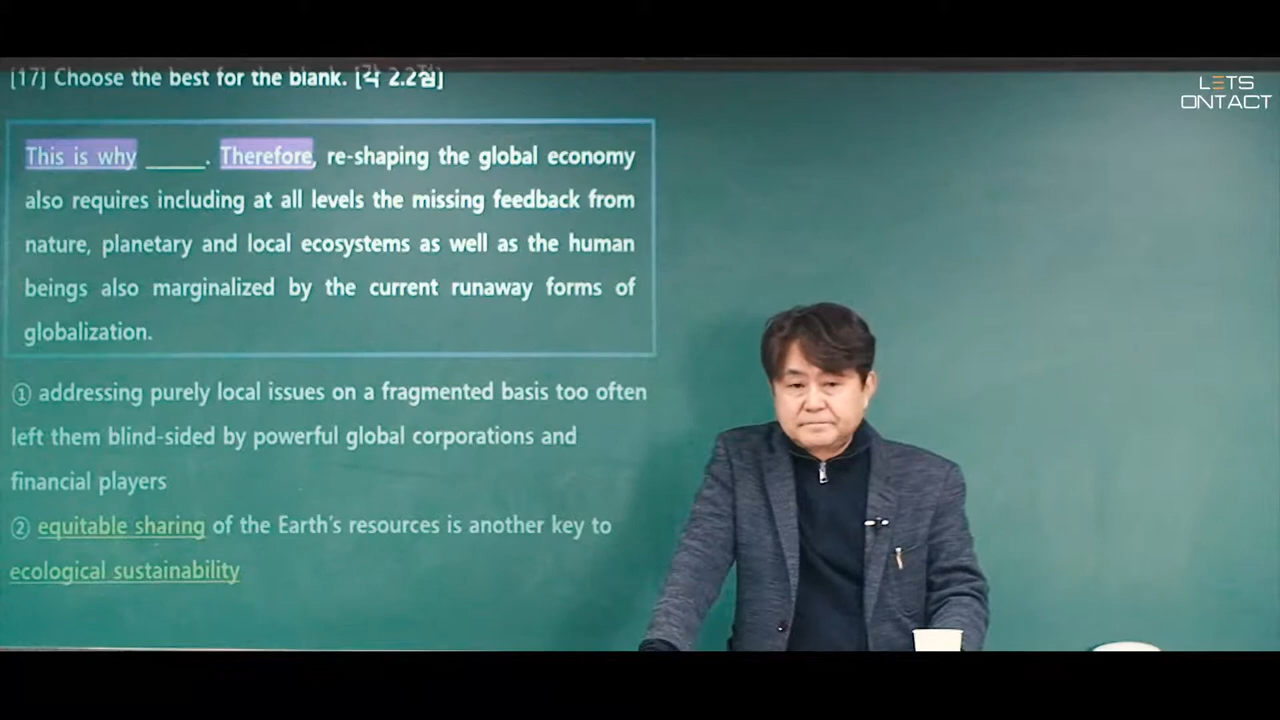 [17] Choose the best for the blank. [각 2.2점]
LETS
ONTACT
This is why _____. Therefore, re-shaping the global economy
also requires including at all levels the missing feedback from
nature, planetary and local ecosystems as well as the human
beings also marginalized by the current runaway forms of
globalization.
① addressing purely local issues on a fragmented basis too often
left them blind-sided by powerful global corporations and
financial players
② equitable sharing of the Earth's resources is another key to
ecological sustainability